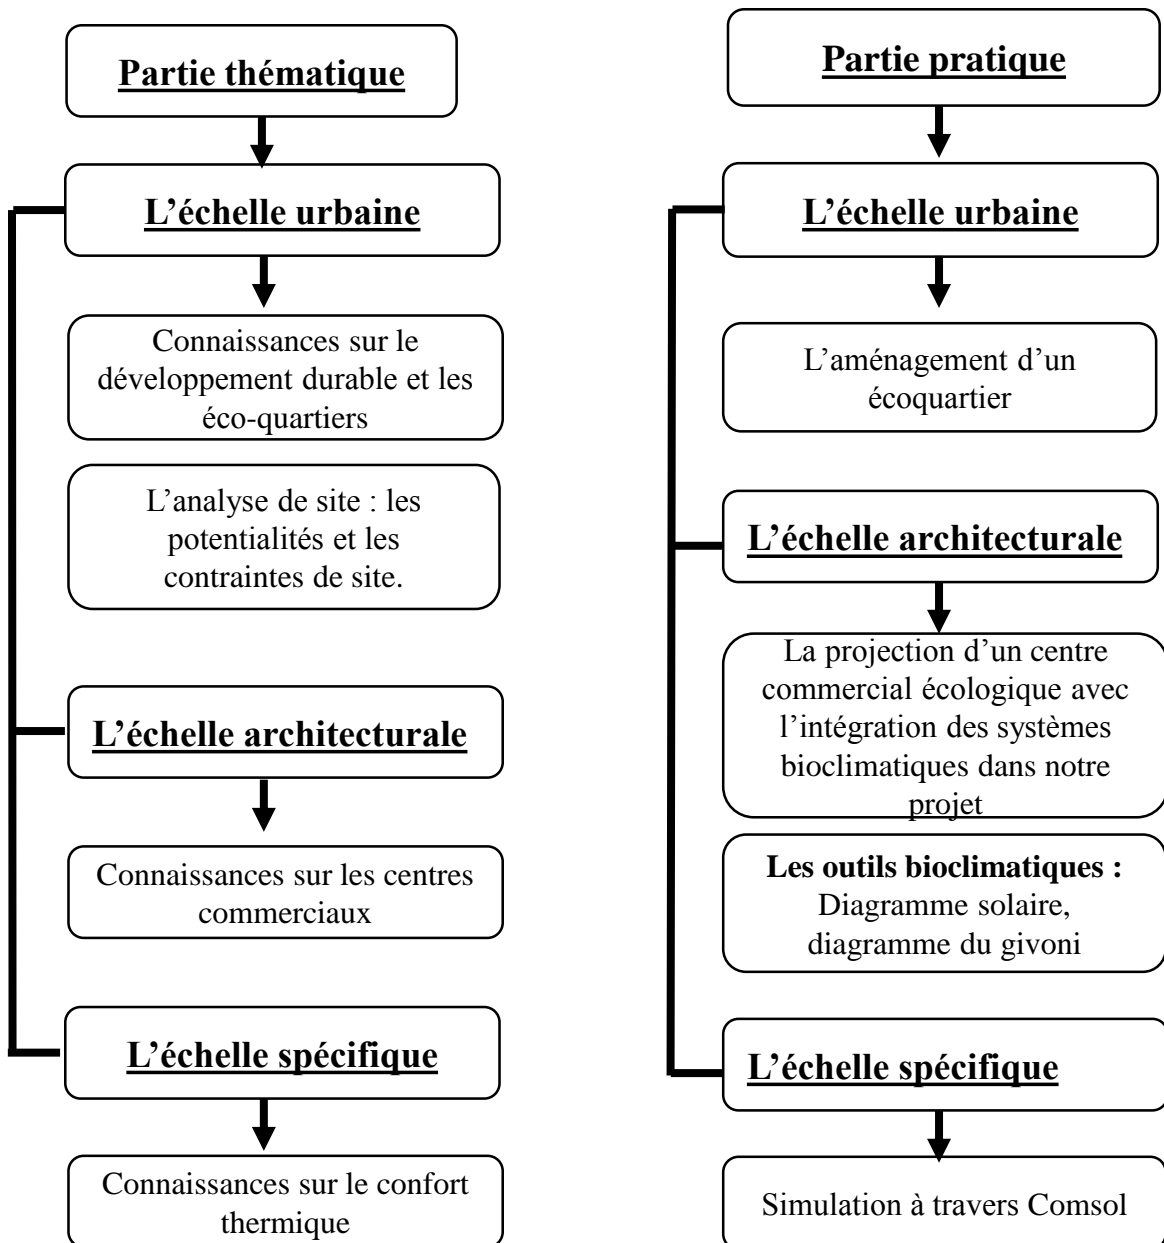 Partie thématique
L’échelle urbaine
Connaissances sur le
développement durable et les
éco-quartiers
L’analyse de site : les
potentialités et les
contraintes de site.
L’échelle architecturale
Connaissances sur les centres
commerciaux
L’échelle spécifique
Connaissances sur le confort
thermique
Partie pratique
L’échelle urbaine
L’aménagement d’un
écoquartier
L’échelle architecturale
La projection d’un centre
commercial écologique avec
l’intégration des systèmes
bioclimatiques dans notre
projet
Les outils bioclimatiques :
Diagramme solaire,
diagramme du givoni
L’échelle spécifique
Simulation à travers Comsol